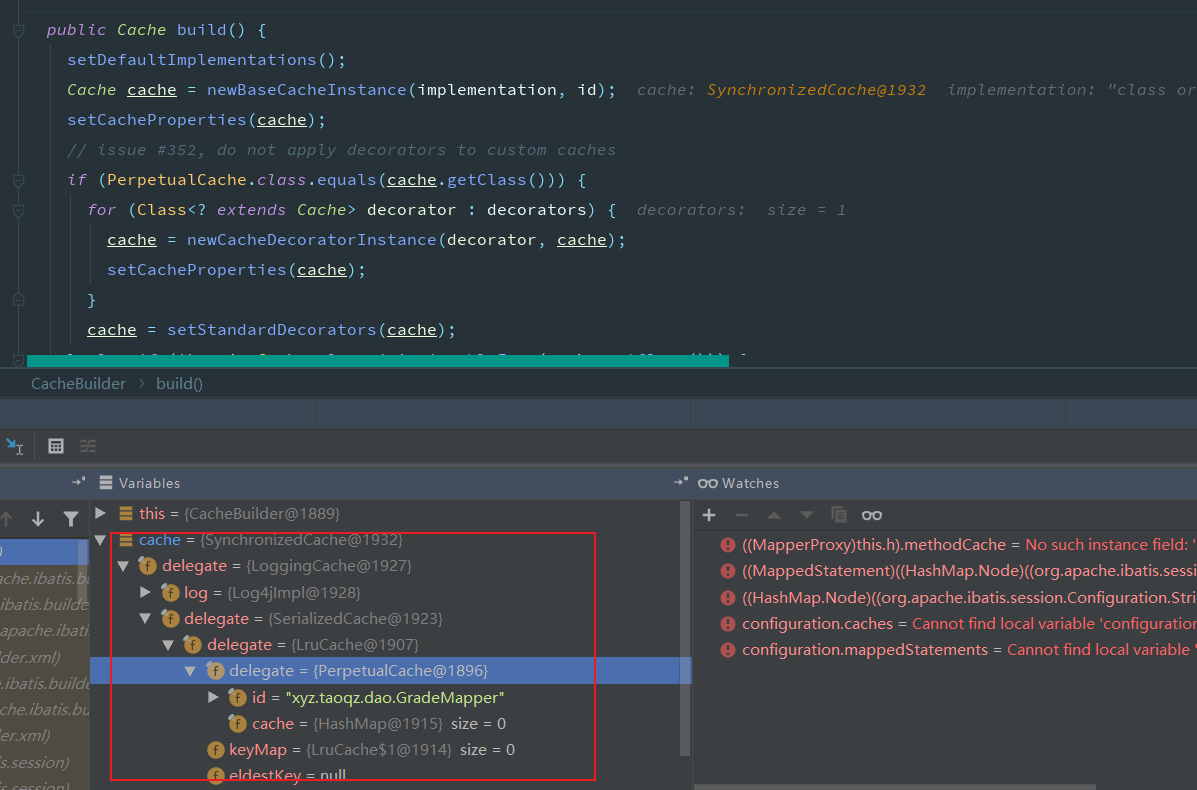 public Cache build() {
setDefaultImplementations();
Cache cache = newBaseCacheInstance(implementation, id);  cache: SynchronizedCache@1932  implementation: "class or
setCacheProperties(cache);
// issue #352, do not apply decorators to custom caches
if (PerpetualCache.class.equals(cache.getClass())) {
for (Class<? extends Cache> decorator : decorators) {  decorators:  size = 1
cache = newCacheDecoratorInstance(decorator, cache);
setCacheProperties(cache);
}
cache = setStandardDecorators(cache);
CacheBuilder > build()
Variables
Watches
this = {CacheBuilder@1889}
cache = {SynchronizedCache@1932}
delegate = {LoggingCache@1927}
log = {Log4jImpl@1928}
delegate = {SerializedCache@1923}
delegate = {LruCache@1907}
delegate = {PerpetualCache@1896}
id = "xyz.taoqz.dao.GradeMapper"
cache = {HashMap@1915} size = 0
keyMap = {LruCache$1@1914} size = 0
eldestKey = null
)
ache.ibatis.bu
ibatis.builde
apache.ibati
lder.xml)
e.ibatis.builde
che.ibatis.bu
er.xml)
is.session)
s.session)
((MapperProxy)this.h).methodCache = No such instance field: '
((MappedStatement)((HashMap.Node)((org.apache.ibatis.sessi
((HashMap.Node)((org.apache.ibatis.session.Configuration.Stri
configuration.caches = Cannot find local variable 'configuration
configuration.mappedStatements = Cannot find local variable '